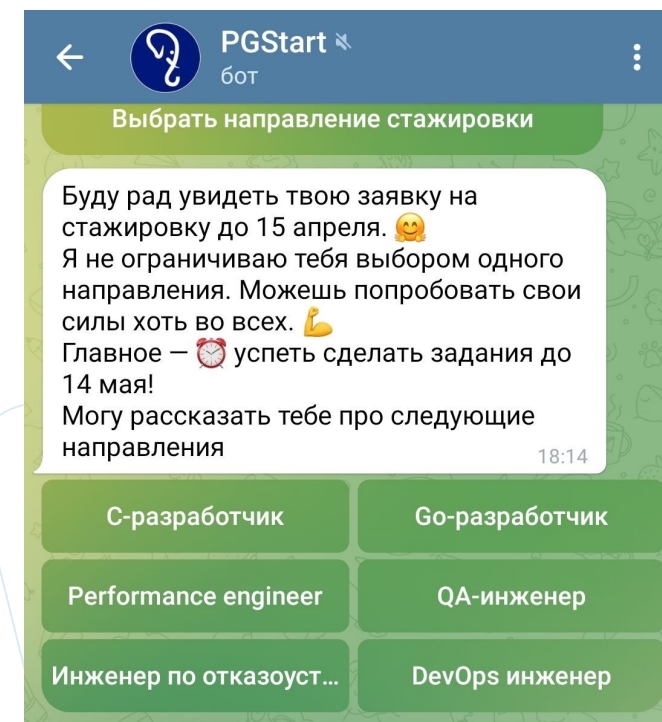 PGStart
бот
Выбрать направление стажировки
Буду рад увидеть твою заявку на
стажировку до 15 апреля. 🤗
Я не ограничиваю тебя выбором одного
направления. Можешь попробовать свои
силы хоть во всех. 💪
Главное — ⏰ успеть сделать задания до
14 мая!
Могу рассказать тебе про следующие
направления
18:14
С-разработчик
Go-разработчик
Performance engineer
QA-инженер
Инженер по отказоуст...
DevOps инженер